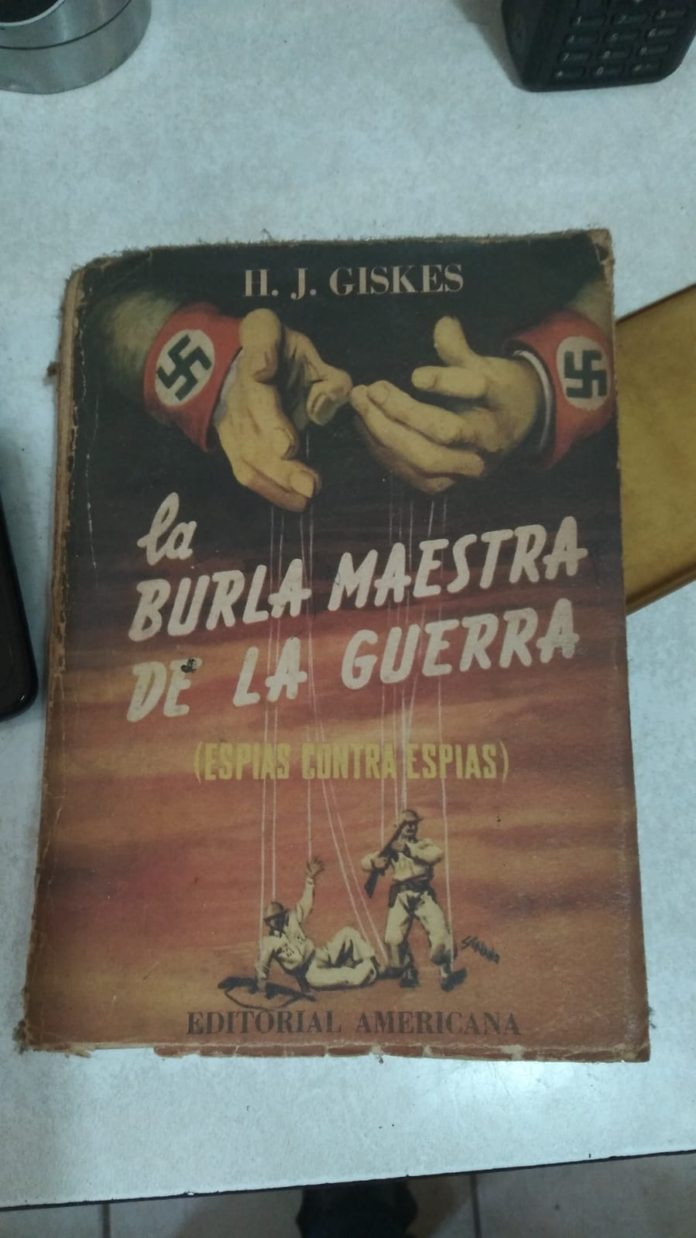 H. J. GISKES
la
BURLA MAESTRA
DE LA GUERRA
(ESPIAS CONTRA ESPIAS)
EDITORIAL AMERICANA